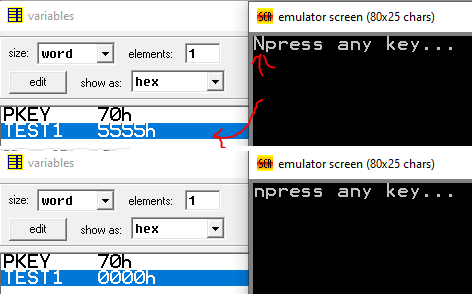 variables
size: word elements: 1
edit show as: hex
PKEY 70h
TEST1 5555h
emulator screen (80x25 chars)
Npress any key...
variables
size: word elements: 1
edit show as: hex
PKEY 70h
TEST1 0000h
emulator screen (80x25 chars)
npress any key...